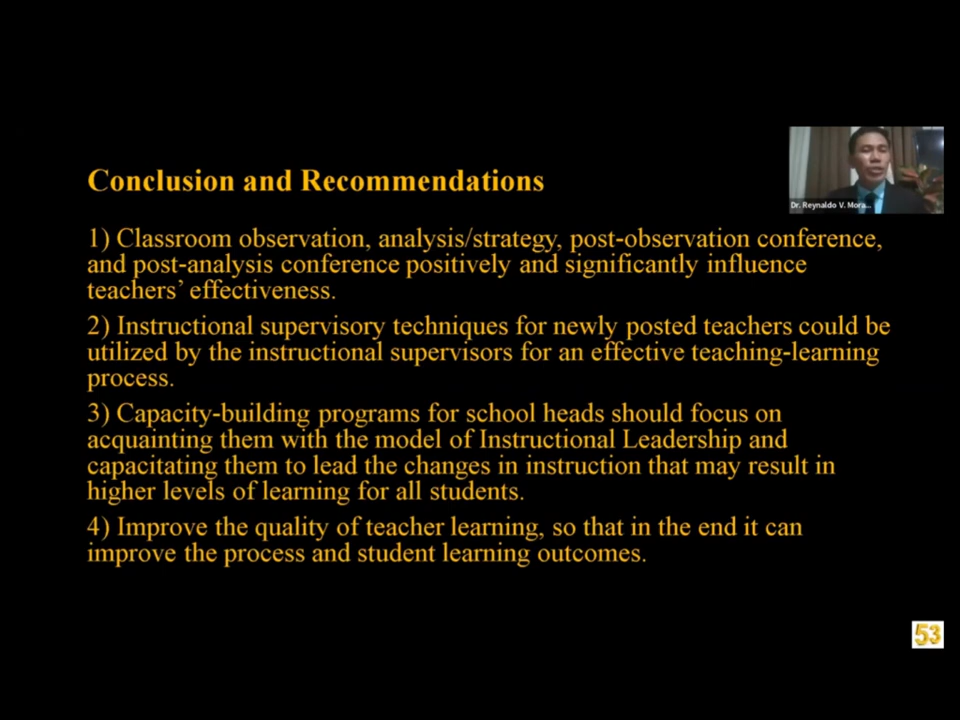 Dr. Reynaldo V. Mora...
Conclusion and Recommendations
1) Classroom observation, analysis/strategy, post-observation conference,
and post-analysis conference positively and significantly influence
teachers’ effectiveness.
2) Instructional supervisory techniques for newly posted teachers could be
utilized by the instructional supervisors for an effective teaching-learning
process.
3) Capacity-building programs for school heads should focus on
acquainting them with the model of Instructional Leadership and
capacitating them to lead the changes in instruction that may result in
higher levels of learning for all students.
4) Improve the quality of teacher learning, so that in the end it can
improve the process and student learning outcomes.
53